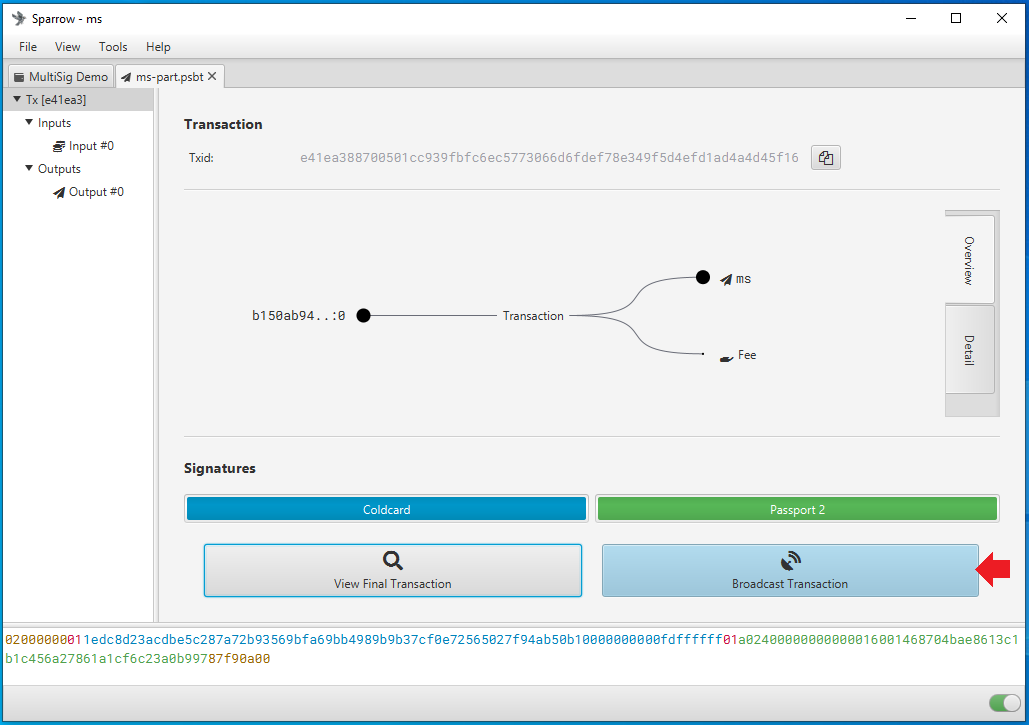 Sparrow - ms
File View Tools Help
MultiSig Demo ms-part.psbt
Tx [e41ea3]
Inputs
Input #0
Outputs
Output #0
Transaction
Txid: e41ea388700501cc939fbfc6ec5773066d6fdef78e349f5d4efd1ad4a4d45f16
Overview
Detail
b150ab94..:0
Transaction
ms
Fee
Signatures
Coldcard Passport 2
View Final Transaction Broadcast Transaction
02000000011edc8d23acdbe5c287a72b93569bfa69bb4989b9b37cf0e72565027f94ab50b10000000000fdffffff01a02400000000000016001468704bae8613c1
b1c456a27861a1cf6c23a0b99787f90a00